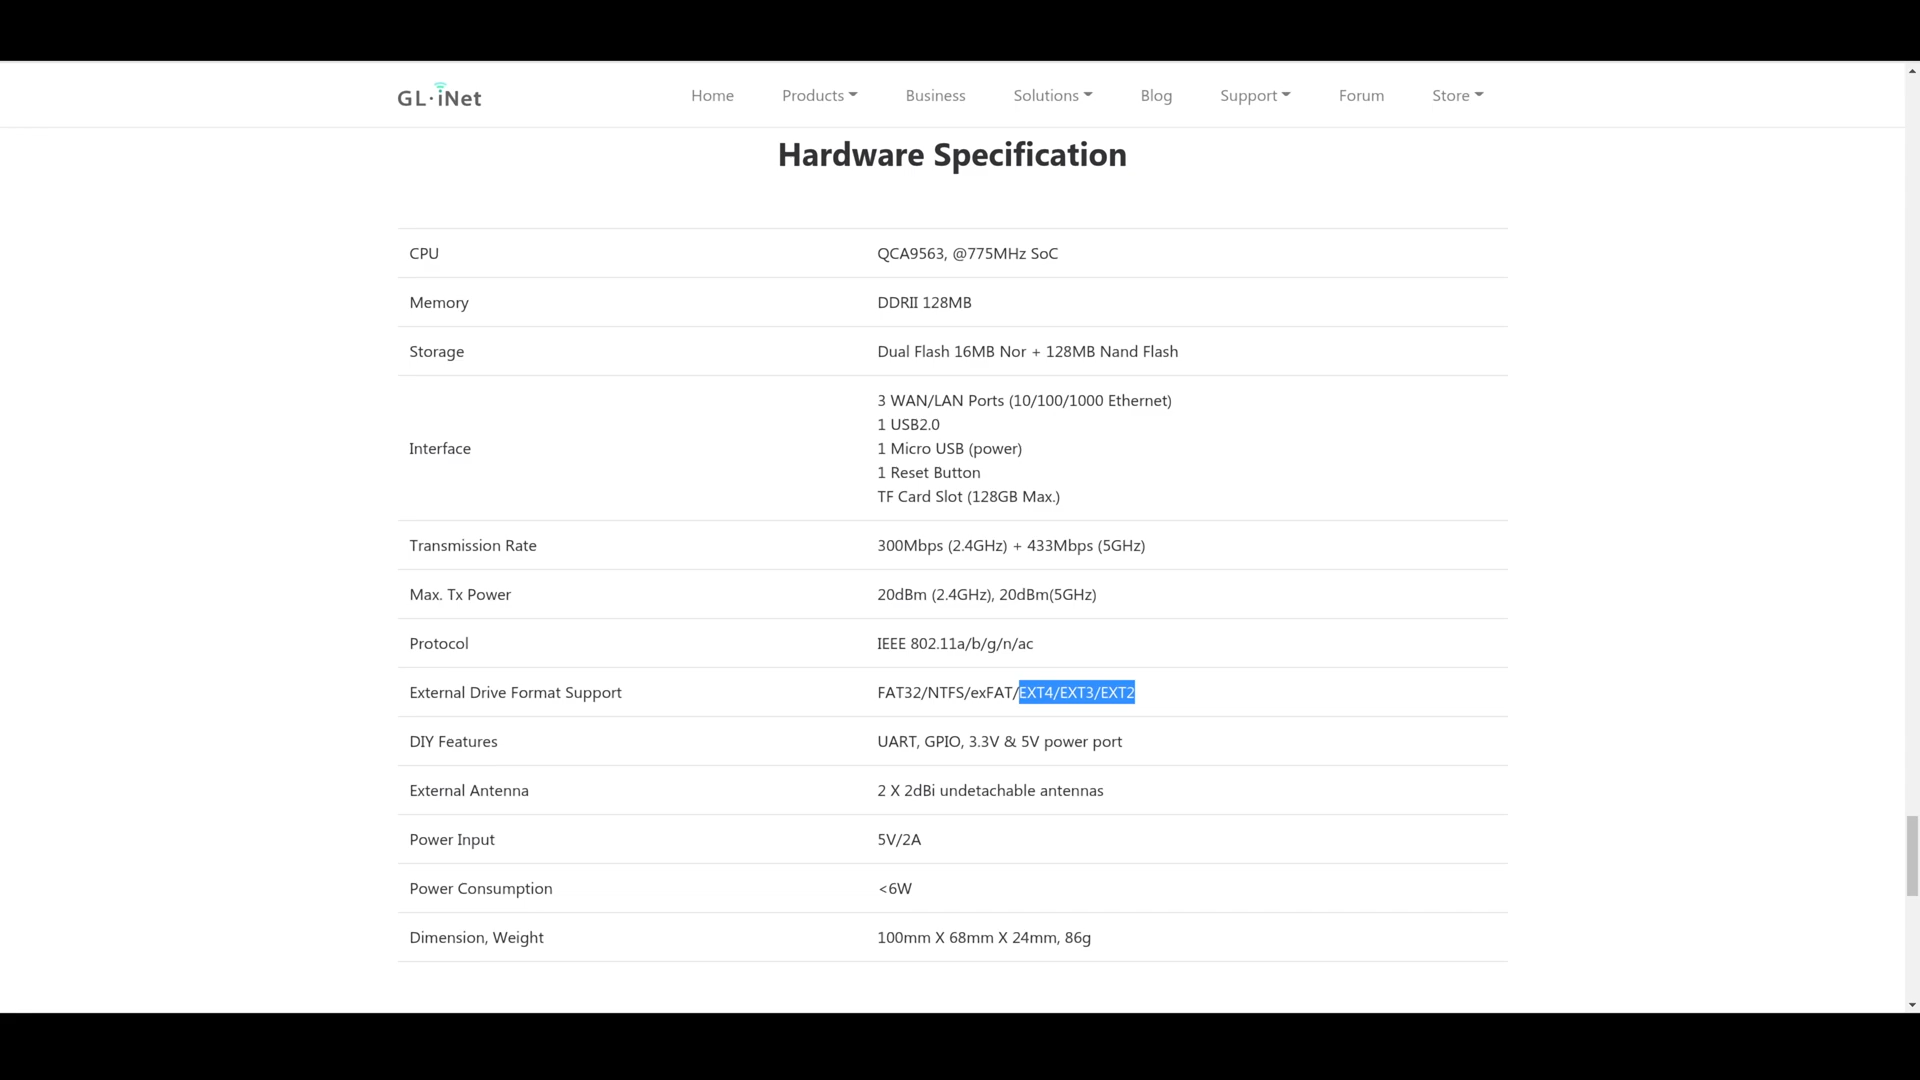 GL·iNet Home Products Business Solutions Blog Support Forum Store
Hardware Specification
CPU QCA9563, @775MHz SoC
Memory DDRII 128MB
Storage Dual Flash 16MB Nor + 128MB Nand Flash
Interface
3 WAN/LAN Ports (10/100/1000 Ethernet)
1 USB2.0
1 Micro USB (power)
1 Reset Button
TF Card Slot (128GB Max.)
Transmission Rate 300Mbps (2.4GHz) + 433Mbps (5GHz)
Max. Tx Power 20dBm (2.4GHz), 20dBm(5GHz)
Protocol IEEE 802.11a/b/g/n/ac
External Drive Format Support FAT32/NTFS/exFAT/EXT4/EXT3/EXT2
DIY Features UART, GPIO, 3.3V & 5V power port
External Antenna 2 X 2dBi undetachable antennas
Power Input 5V/2A
Power Consumption <6W
Dimension, Weight 100mm X 68mm X 24mm, 86g